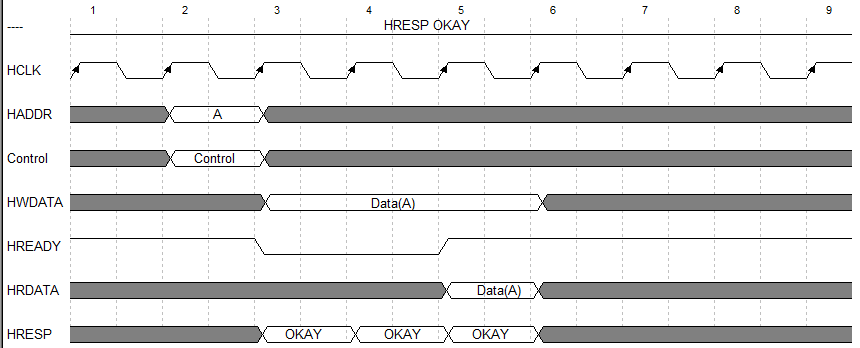 1 2 3 4 5 6 7 8 9
---- HRESP OKAY
HCLK
HADDR A
Control Control
HWDATA Data(A)
HREADY
HRDATA Data(A)
HRESP OKAY OKAY OKAY